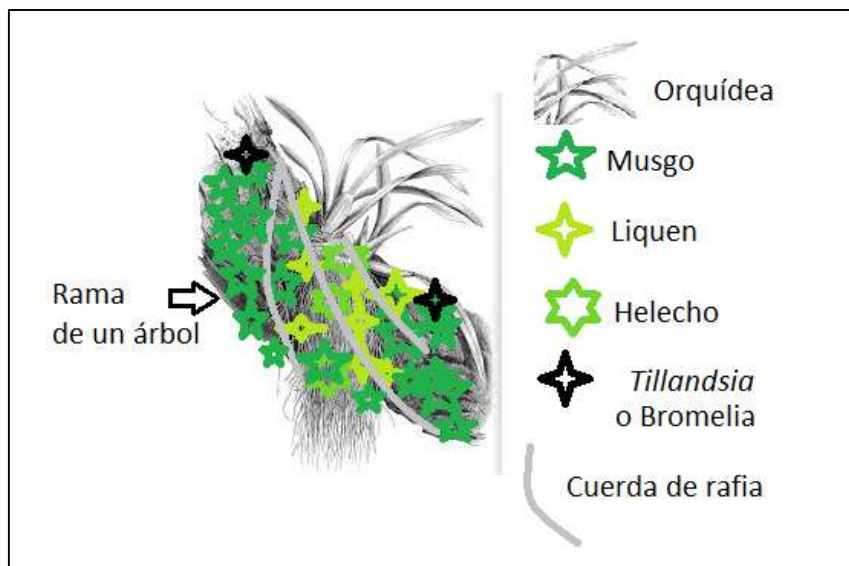 Orquídea
Musgo
Liquen
Helecho
Tillandsia
o Bromelia
Cuerda de rafia
Rama
de un árbol